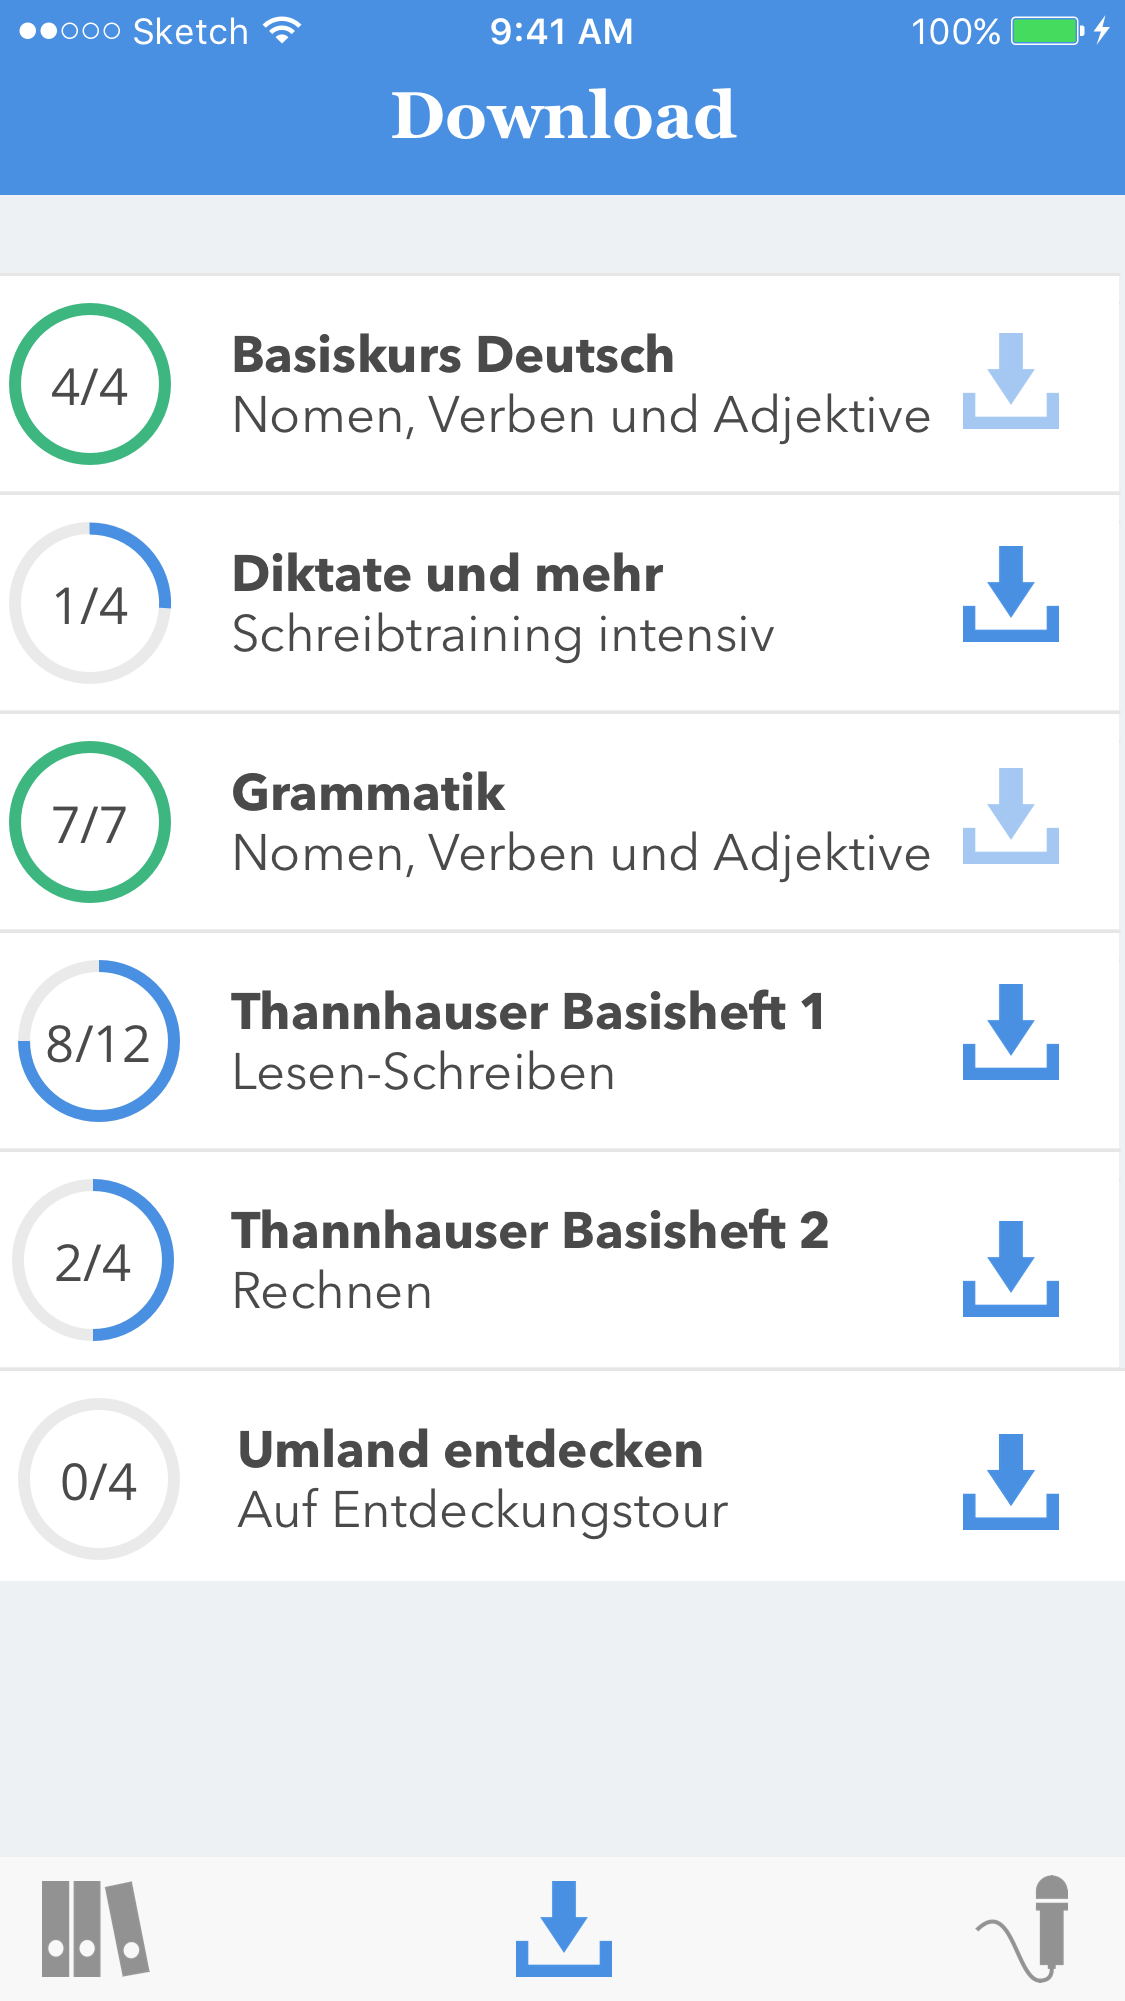 Sketch 9:41 AM 100%
Download
4/4
Basiskurs Deutsch
Nomen, Verben und Adjektive
1/4
Diktate und mehr
Schreibtraining intensiv
7/7
Grammatik
Nomen, Verben und Adjektive
8/12
Thannhauser Basisheft 1
Lesen-Schreiben
2/4
Thannhauser Basisheft 2
Rechnen
0/4
Umland entdecken
Auf Entdeckungstour